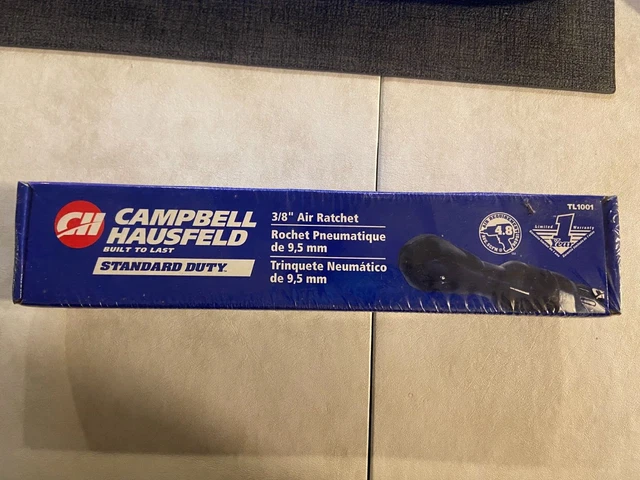 CH
CAMPBELL
HAUSFELD
BUILT TO LAST
STANDARD DUTY.
3/8" Air Ratchet
Rochet Pneumatique
de 9,5 mm
Trinquete Neumático
de 9,5 mm
4.8
TL1001
Limited Warranty
1
Year